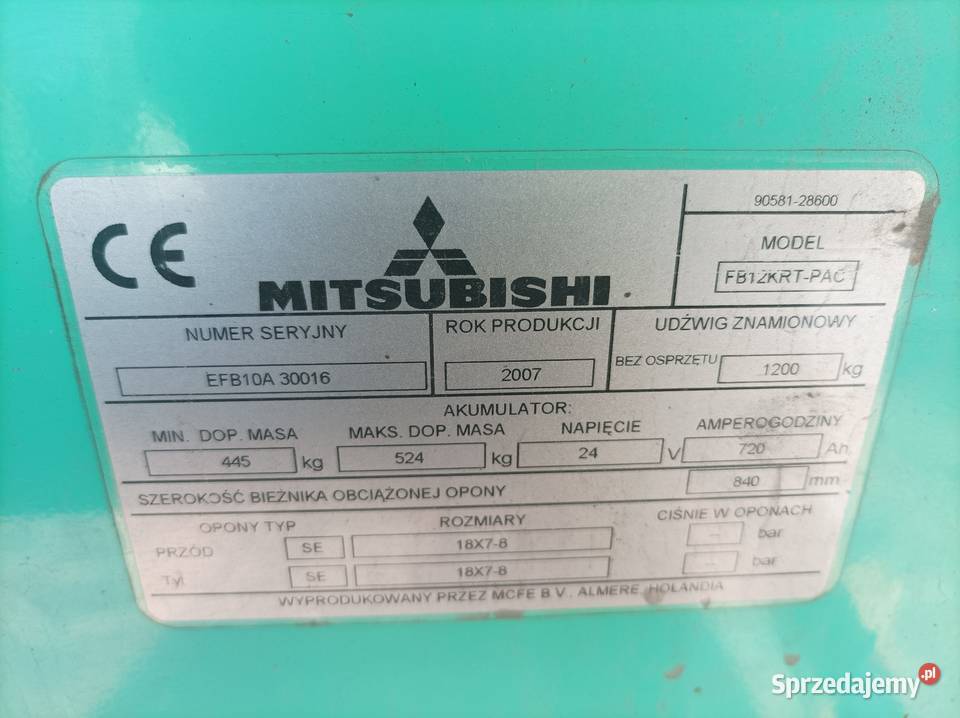 CE
MITSUBISHI
90581-28600
MODEL
FB12KRT-PAC
NUMER SERYJNY
EFB10A 30016
ROK PRODUKCJI
2007
UDŹWIG ZNAMIONOWY
BEZ OSPRZĘTU 1200 kg
AKUMULATOR:
MIN. DOP. MASA MAKS. DOP. MASA NAPIĘCIE AMPEROGODZINY
445 kg 524 kg 24 V 720 Ah
SZEROKOŚĆ BIEŻNIKA OBCIĄŻONEJ OPONY 840 mm
OPONY TYP ROZMIARY CIŚNIE W OPONACH
PRZÓD SE 18X7-8 - bar
Tył SE 18X7-8 - bar
WYPRODUKOWANY PRZEZ MCFE B.V., ALMERE, HOLANDIA
Sprzedajemy.pl